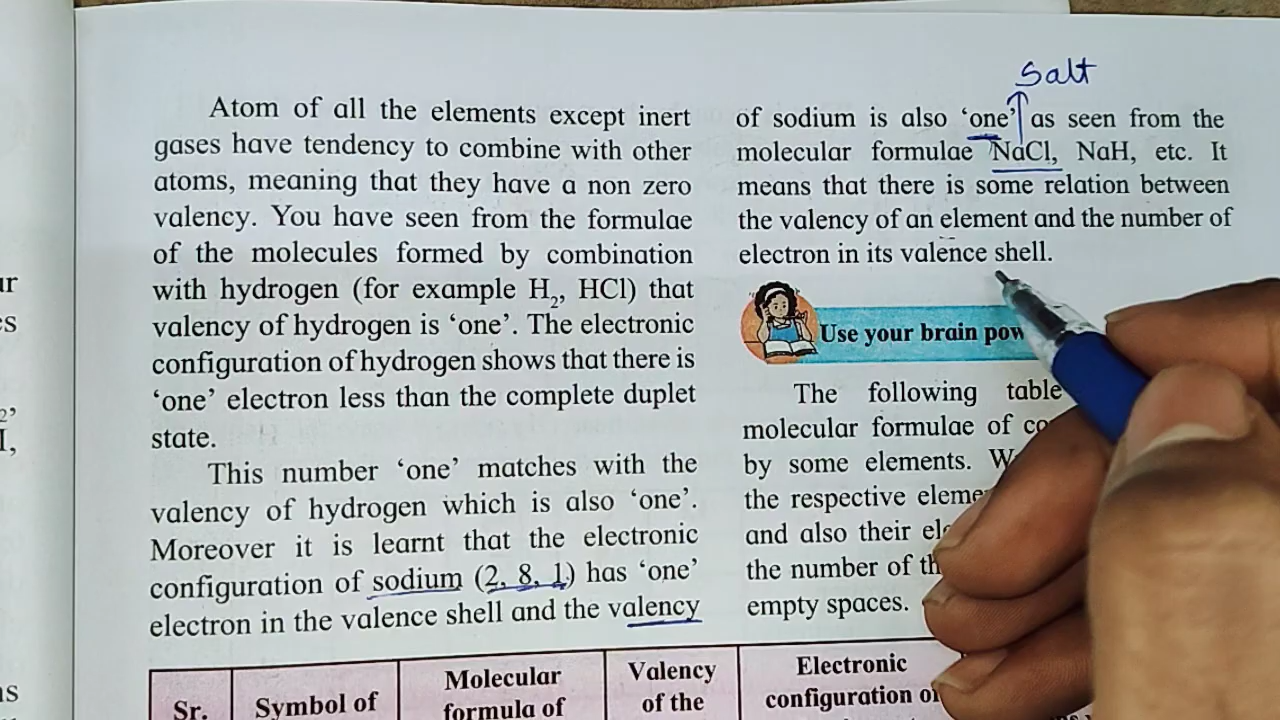 Atom of all the elements except inert
gases have tendency to combine with other
atoms, meaning that they have a non zero
valency. You have seen from the formulae
of the molecules formed by combination
with hydrogen (for example H₂, HCl) that
valency of hydrogen is ‘one’. The electronic
configuration of hydrogen shows that there is
‘one’ electron less than the complete duplet
state.
This number ‘one’ matches with the
valency of hydrogen which is also ‘one’.
Moreover it is learnt that the electronic
configuration of sodium (2, 8, 1) has ‘one’
electron in the valence shell and the valency
Salt
of sodium is also ‘one’ as seen from the
molecular formulae NaCl, NaH, etc. It
means that there is some relation between
the valency of an element and the number of
electron in its valence shell.
Use your brain pow
The following table
molecular formulae of co
by some elements.
the respective eleme
and also their el
the number of th
empty spaces.
Sr.
Symbol of
Molecular
formula of
Valency
of the
Electronic
configuration of